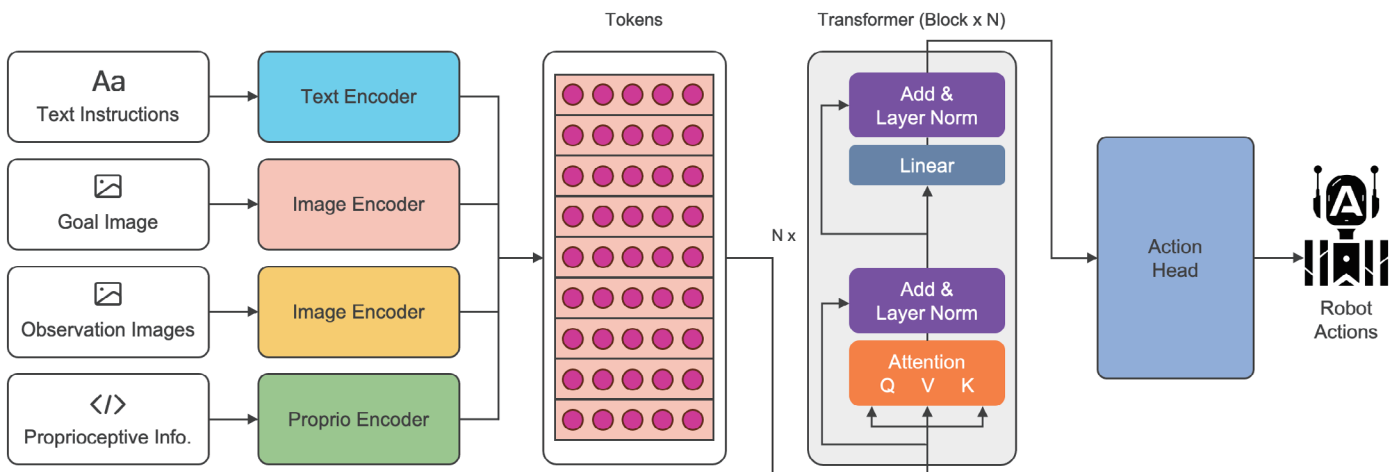 Tokens
Transformer (Block x N)
Aa
Text Instructions
Text Encoder
Goal Image
Image Encoder
Observation Images
Image Encoder
</>
Proprioceptive Info.
Proprio Encoder
N x
Add &
Layer Norm
Linear
Add &
Layer Norm
Attention
Q V K
Action
Head
A
Robot
Actions